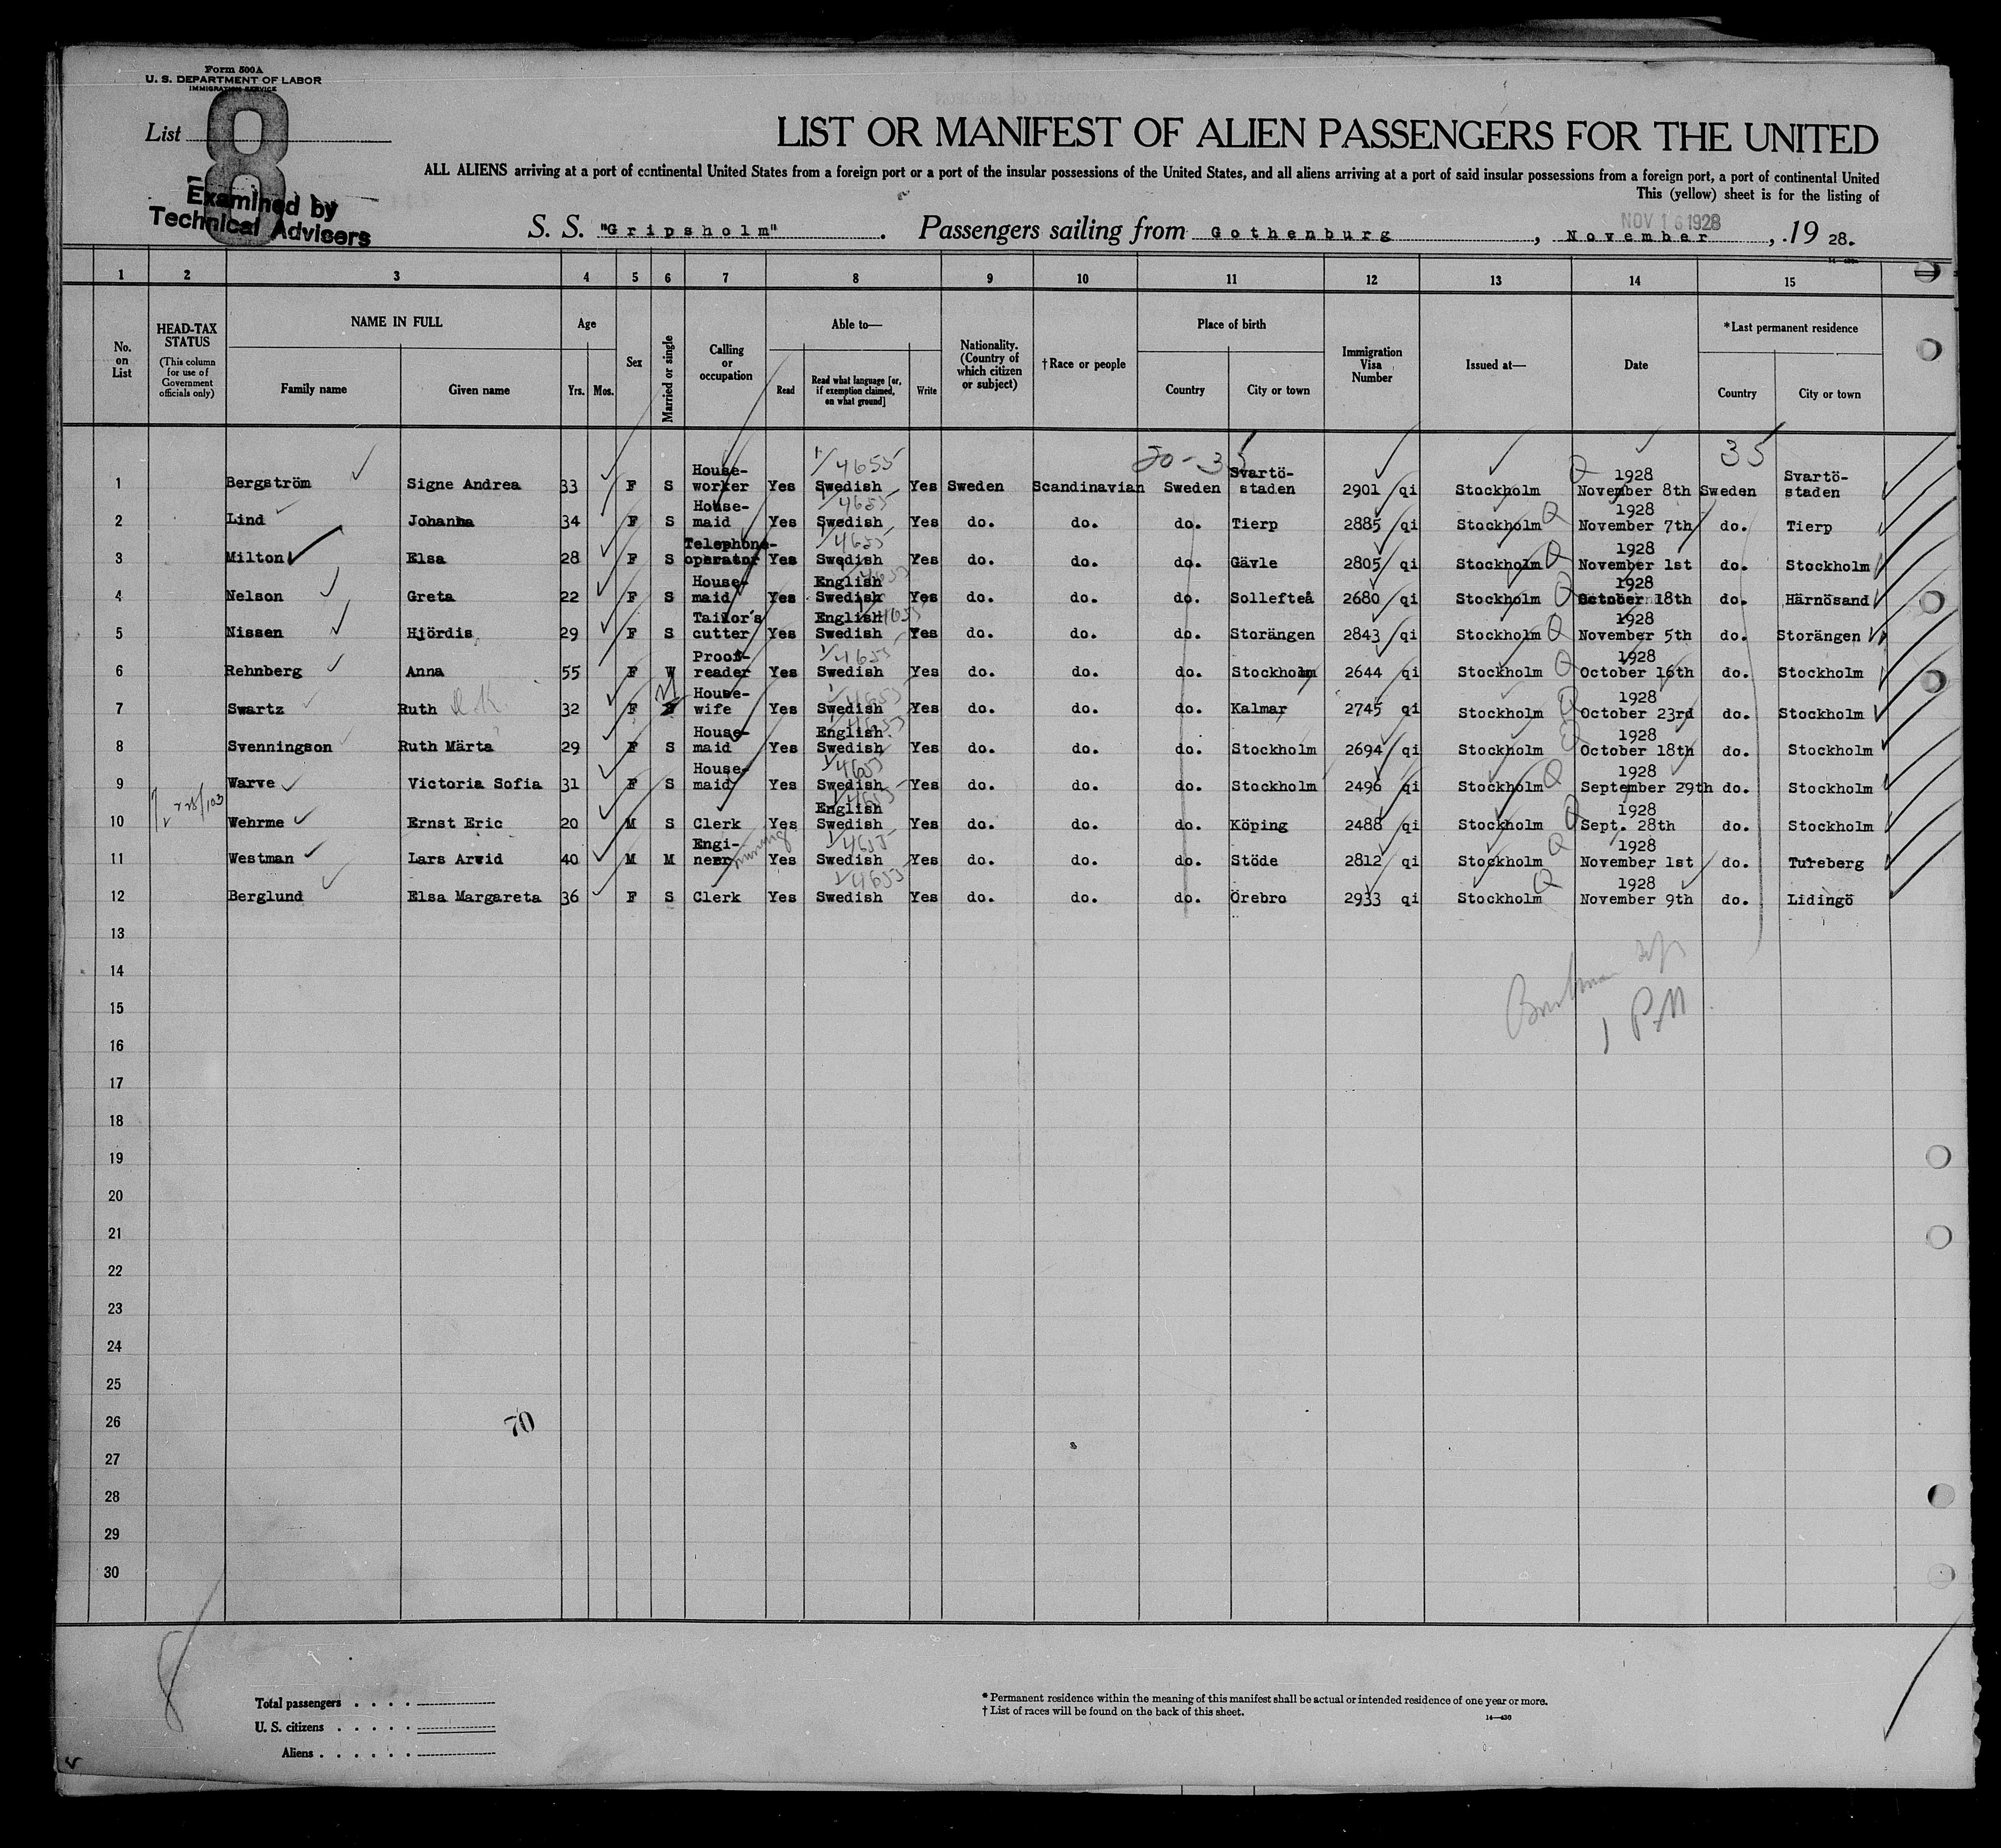 Form 500A
U. S. DEPARTMENT OF LABOR
IMMIGRATION SERVICE
List
8
Examined by
Technical Advisers
LIST OR MANIFEST OF ALIEN PASSENGERS FOR THE UNITED
ALL ALIENS arriving at a port of continental United States from a foreign port or a port of the insular possessions of the United States, and all aliens arriving at a port of said insular possessions from a foreign port, a port of continental United
This (yellow) sheet is for the listing of
S. S. "Gripsholm" . Passengers sailing from Gothenburg , November , 19 28.
NOV 16 1928
1 2 3 4 5 6 7 8 9 10 11 12 13 14 15
No. on List
HEAD-TAX STATUS (This column for use of Government officials only)
NAME IN FULL Family name Given name
Age Yrs. Mos.
Sex
Married or single
Calling or occupation
Able to— Read Read what language [or, if exemption claimed, on what ground] Write
Nationality. (Country of which citizen or subject)
†Race or people
Place of birth Country City or town
Immigration Visa Number
Issued at—
Date
*Last permanent residence Country City or town
20-35 35
1 Bergström Signe Andrea 33 F S House-worker Yes Swedish Yes Sweden Scandinavian Sweden Svartö-staden 2901 qi Stockholm 1928 November 8th Sweden Svartö-staden
1/4655
2 Lind Johanna 34 F S House-maid Yes Swedish Yes do. do. do. Tierp 2885 qi Stockholm 1928 November 7th do. Tierp
1/4655
3 Milton Elsa 28 F S Telephone-operator Yes Swedish Yes do. do. do. Gävle 2805 qi Stockholm 1928 November 1st do. Stockholm
1/4655
4 Nelson Greta 22 F S House-maid Yes English Swedish Yes do. do. do. Sollefteå 2680 qi Stockholm 1928 October 18th do. Härnösand
5 Nissen Hjördis 29 F S Tailor's cutter Yes English Swedish Yes do. do. do. Storängen 2843 qi Stockholm 1928 November 5th do. Storängen
6 Rehnberg Anna 55 F W Proof-reader Yes Swedish Yes do. do. do. Stockholm 2644 qi Stockholm 1928 October 16th do. Stockholm
1/4655
7 Swartz Ruth 32 F M House-wife Yes Swedish Yes do. do. do. Kalmar 2745 qi Stockholm 1928 October 23rd do. Stockholm
8 Svenningson Ruth Märta 29 F S House-maid Yes English Swedish Yes do. do. do. Stockholm 2694 qi Stockholm 1928 October 18th do. Stockholm
9 Warve Victoria Sofia 31 F S House-maid Yes Swedish Yes do. do. do. Stockholm 2496 qi Stockholm 1928 September 29th do. Stockholm
10 Wehrme Ernst Eric 20 M S Clerk Yes English Swedish Yes do. do. do. Köping 2488 qi Stockholm 1928 Sept. 28th do. Stockholm
11 Westman Lars Arvid 40 M M Engi-neer mining Yes Swedish Yes do. do. do. Stöde 2812 qi Stockholm 1928 November 1st do. Tureberg
1/4655
12 Berglund Elsa Margareta 36 F S Clerk Yes Swedish Yes do. do. do. Örebro 2933 qi Stockholm 1928 November 9th do. Lidingö
1/4655
13
14
15
1 PM
16
17
18
19
20
21
22
23
24
25
26
70
27
28
29
30
8
Total passengers . . . .
U. S. citizens . . . . .
Aliens . . . . . .
* Permanent residence within the meaning of this manifest shall be actual or intended residence of one year or more.
† List of races will be found on the back of this sheet.
14—430